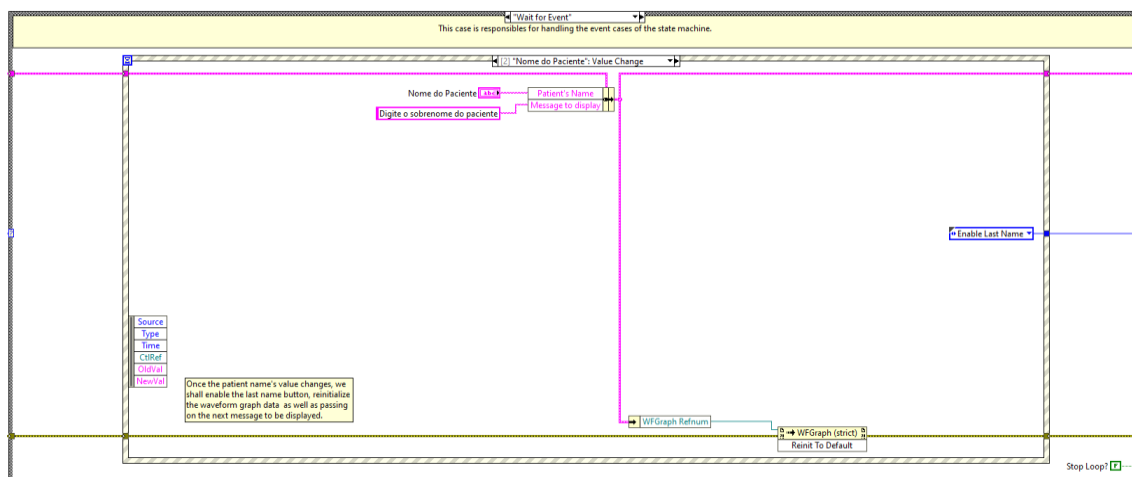 "Wait for Event"
This case is responsibles for handling the event cases of the state machine.
[2] "Nome do Paciente": Value Change
Nome do Paciente
abc
Patient's Name
Message to display
Digite o sobrenome do paciente
Enable Last Name
Source
Type
Time
CtlRef
OldVal
NewVal
Once the patient name's value changes, we
shall enable the last name button, reinitialize
the waveform graph data as well as passing
on the next message to be displayed.
WFGraph Refnum
WFGraph (strict)
Reinit To Default
Stop Loop?
F